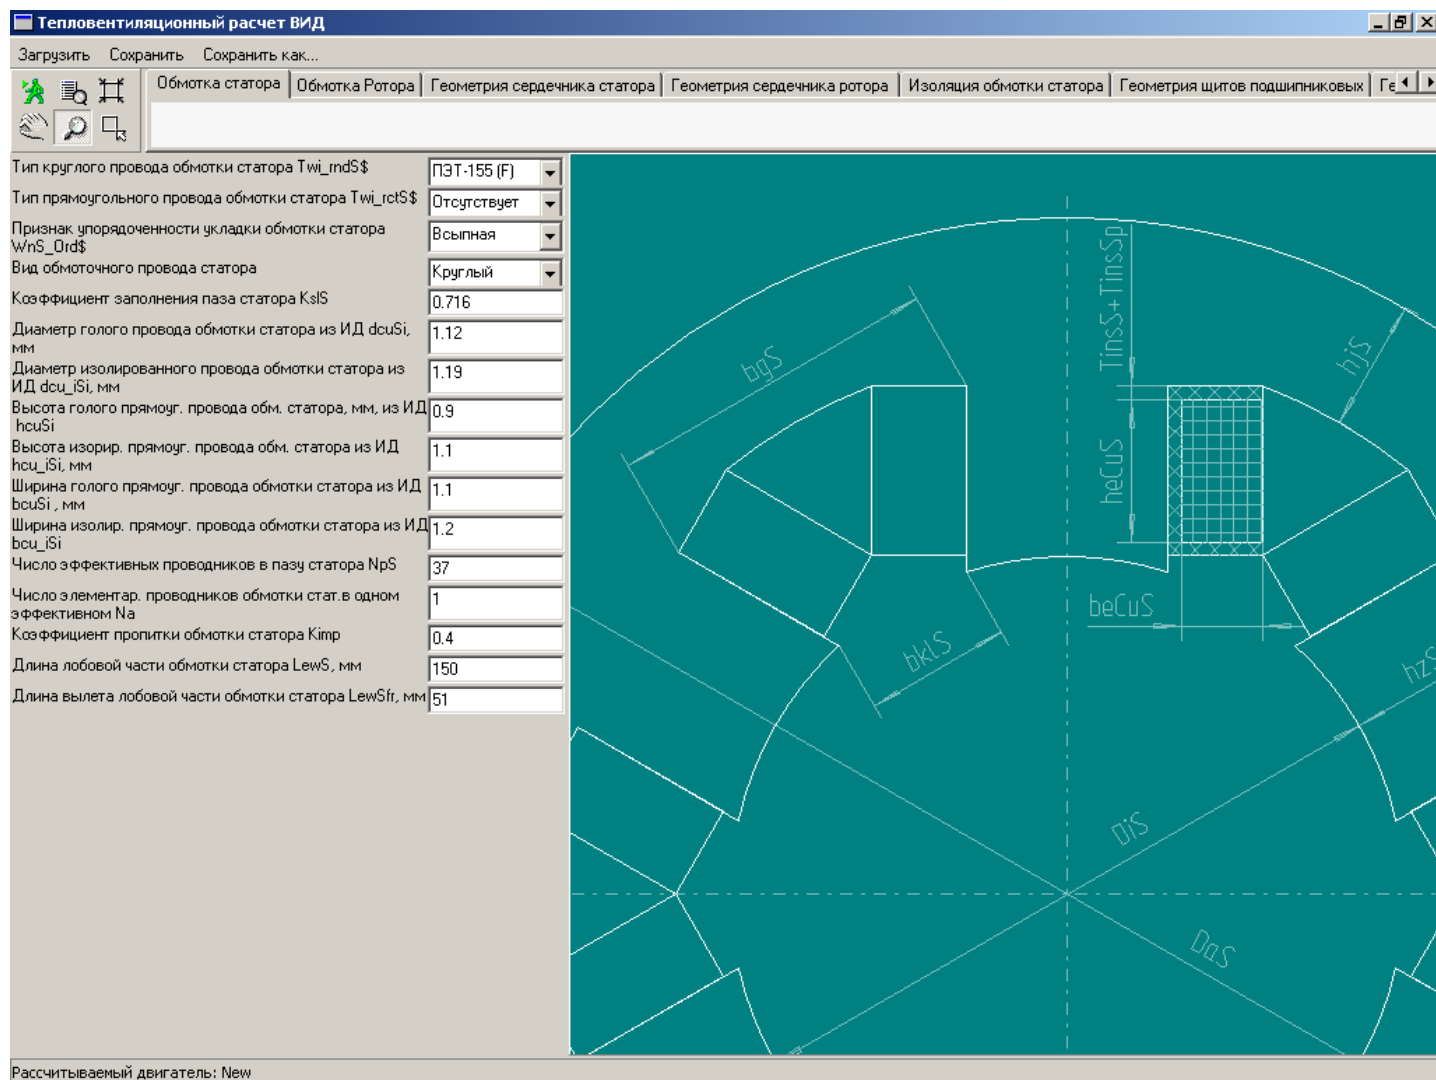 Тепловентиляционный расчет ВИД
Загрузить Сохранить Сохранить как...
Обмотка статора Обмотка Ротора Геометрия сердечника статора Геометрия сердечника ротора Изоляция обмотки статора Геометрия щитов подшипниковых Ге
Тип круглого провода обмотки статора Twi_rndS$ ПЭТ-155 (F)
Тип прямоугольного провода обмотки статора Twi_rctS$ Отсутствует
Признак упорядоченности укладки обмотки статора
WnS_Ord$ Всыпная
Вид обмоточного провода статора Круглый
Коэффициент заполнения паза статора KslS 0.716
Диаметр голого провода обмотки статора из ИД dcuSi,
мм 1.12
Диаметр изолированного провода обмотки статора из
ИД dcu_iSi, мм 1.19
Высота голого прямоуг. провода обм. статора, мм, из ИД
hcuSi 0.9
Высота изорир. прямоуг. провода обм. статора из ИД
hcu_iSi, мм 1.1
Ширина голого прямоуг. провода обмотки статора из ИД
bcuSi , мм 1.1
Ширина изолир. прямоуг. провода обмотки статора из ИД
bcu_iSi 1.2
Число эффективных проводников в пазу статора NpS 37
Число элементар. проводников обмотки стат.в одном
эффективном Na 1
Коэффициент пропитки обмотки статора Kimp 0.4
Длина лобовой части обмотки статора LewS, мм 150
Длина вылета лобовой части обмотки статора LewSfr, мм 51
bgS
TinsS+TinsSp
hjS
heCuS
beCuS
bklS
hzS
DiS
DaS
Рассчитываемый двигатель: New